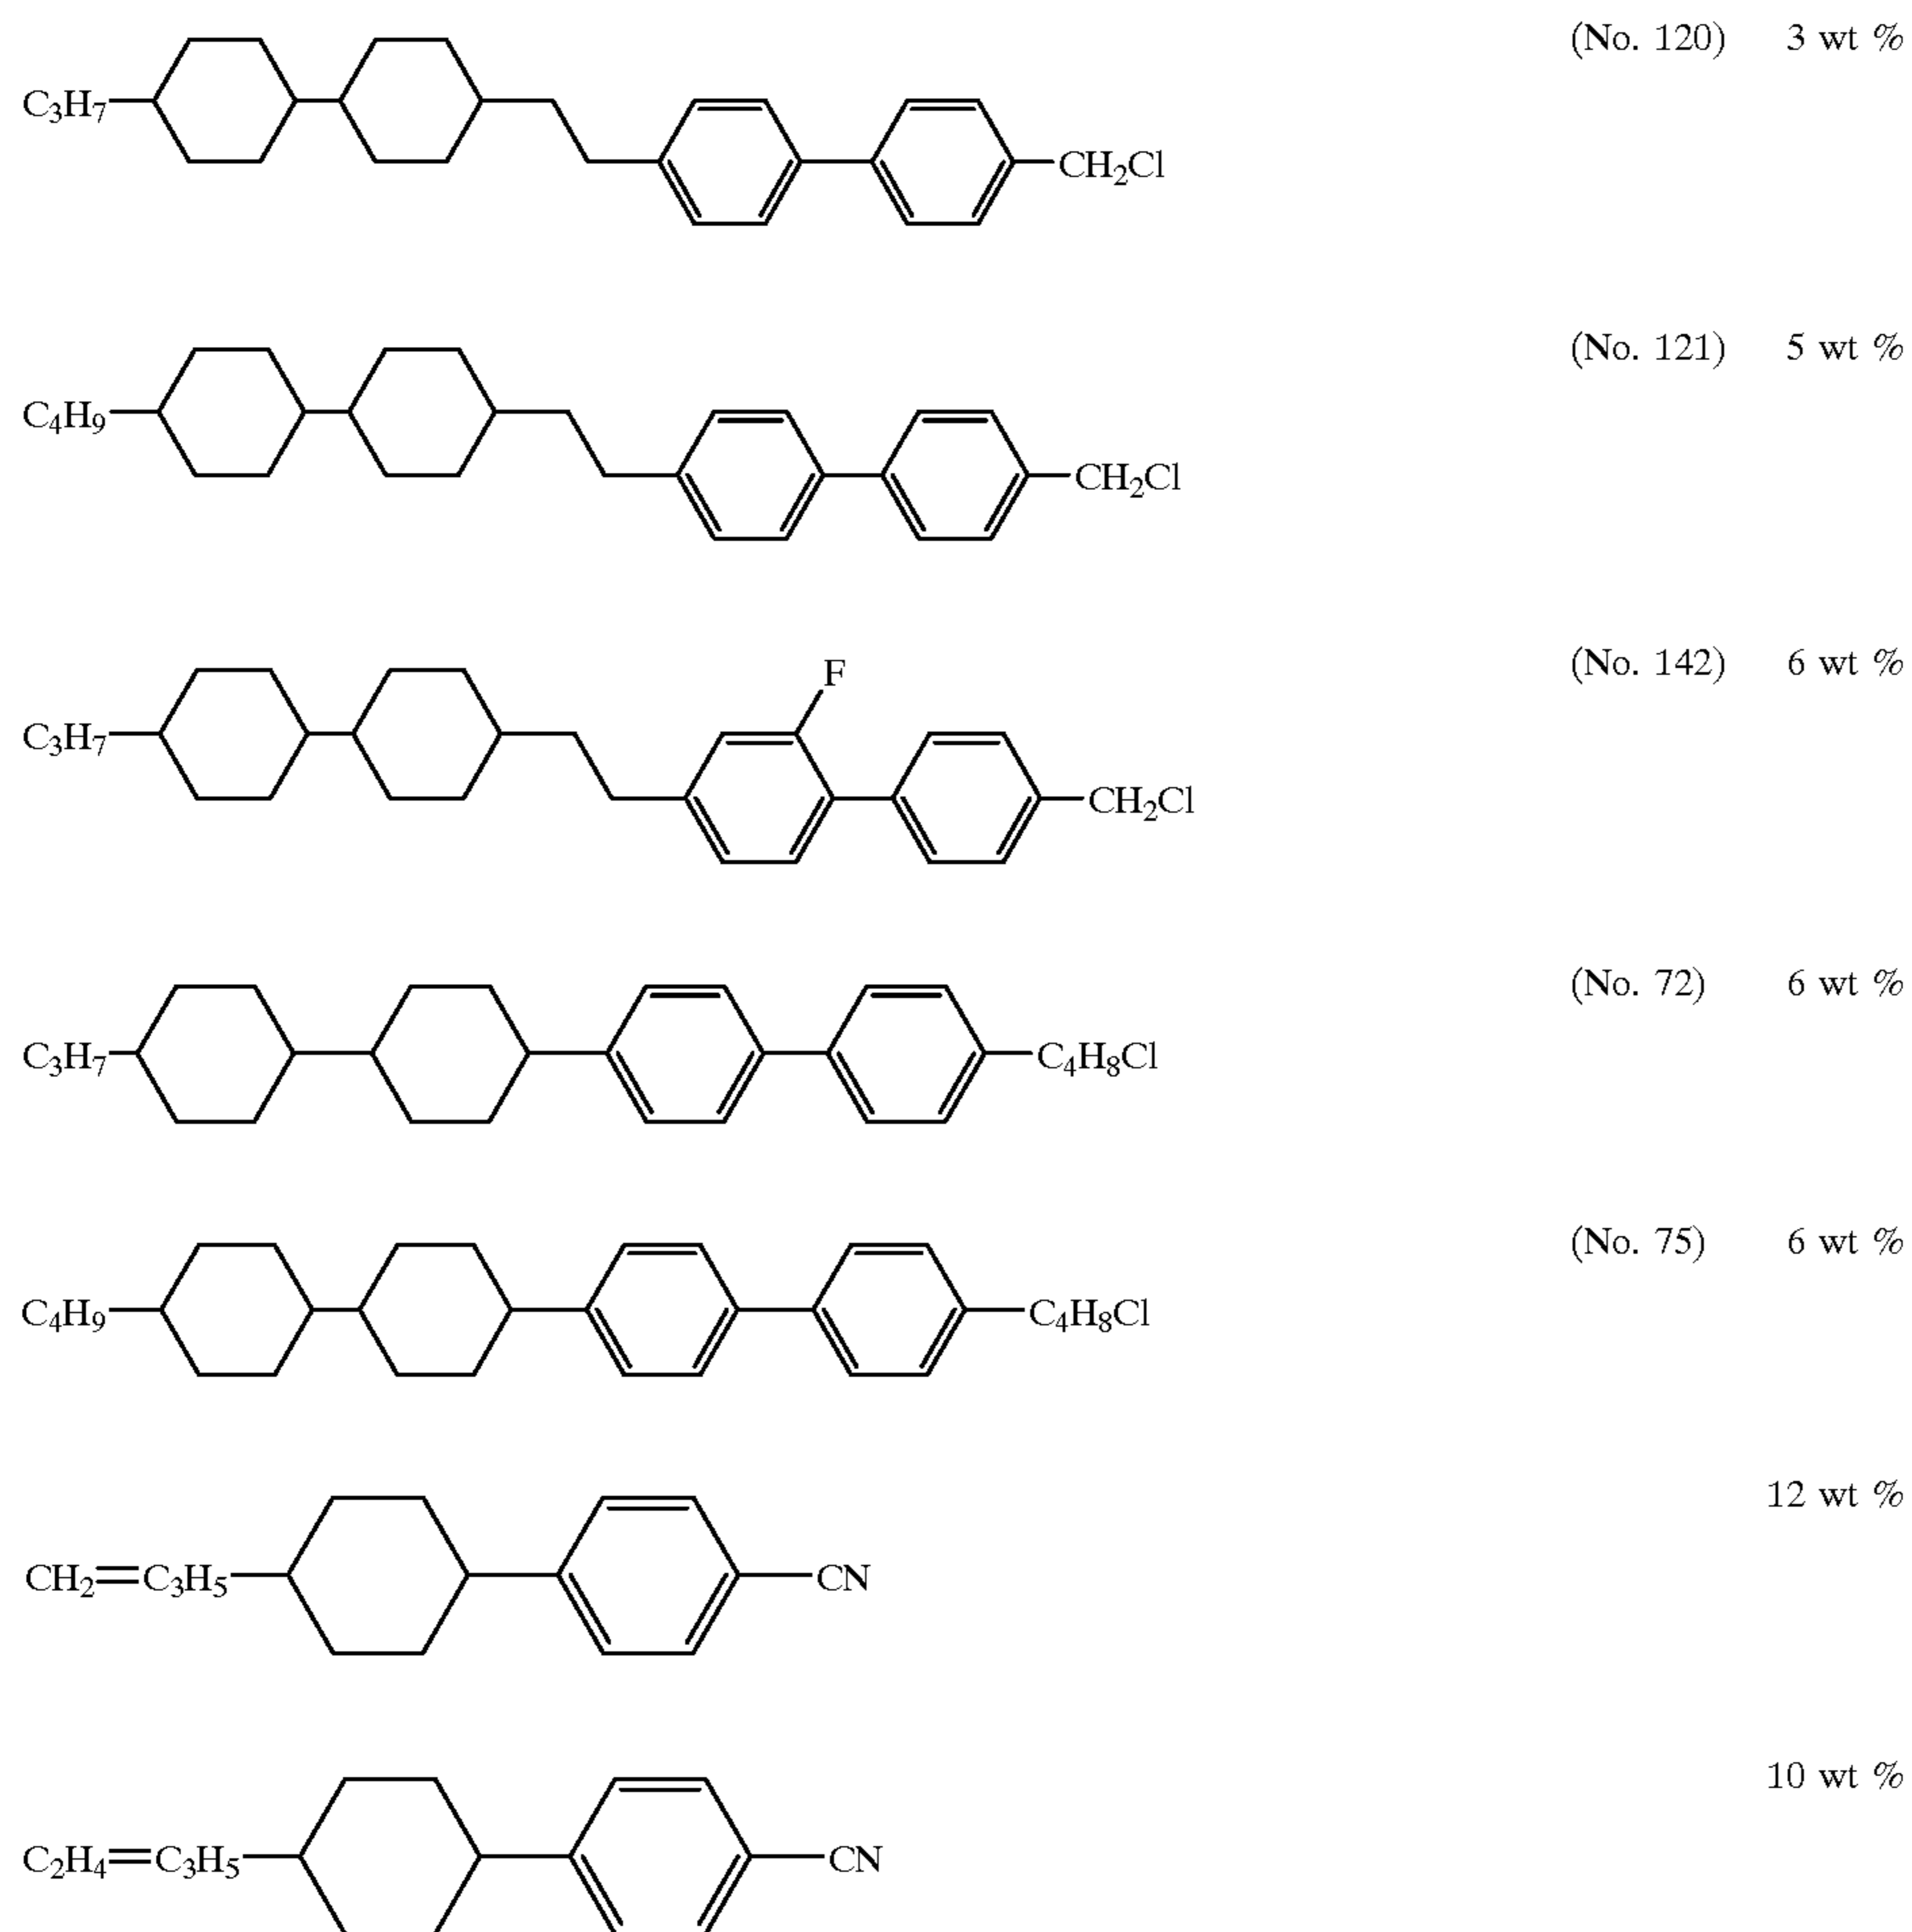 (No. 120) 3 wt %
C₃H₇ CH₂Cl
(No. 121) 5 wt %
C₄H₉ CH₂Cl
(No. 142) 6 wt %
F
C₃H₇ CH₂Cl
(No. 72) 6 wt %
C₃H₇ C₄H₈Cl
(No. 75) 6 wt %
C₄H₉ C₄H₈Cl
12 wt %
CH₂=C₃H₅ CN
10 wt %
C₂H₄=C₃H₅ CN